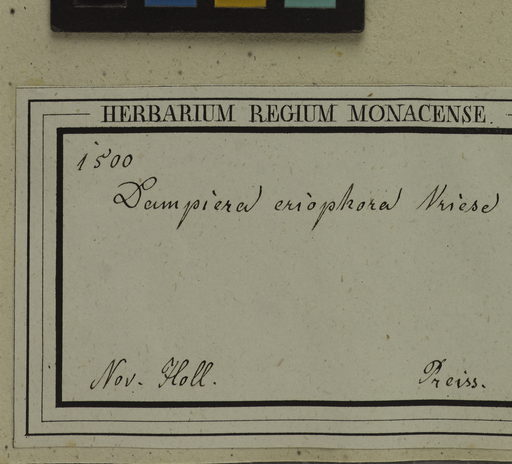 HERBARIUM REGIUM MONACENSE.
1500
Dampiera eriophora Vriese
Nov. Holl. Preiss.